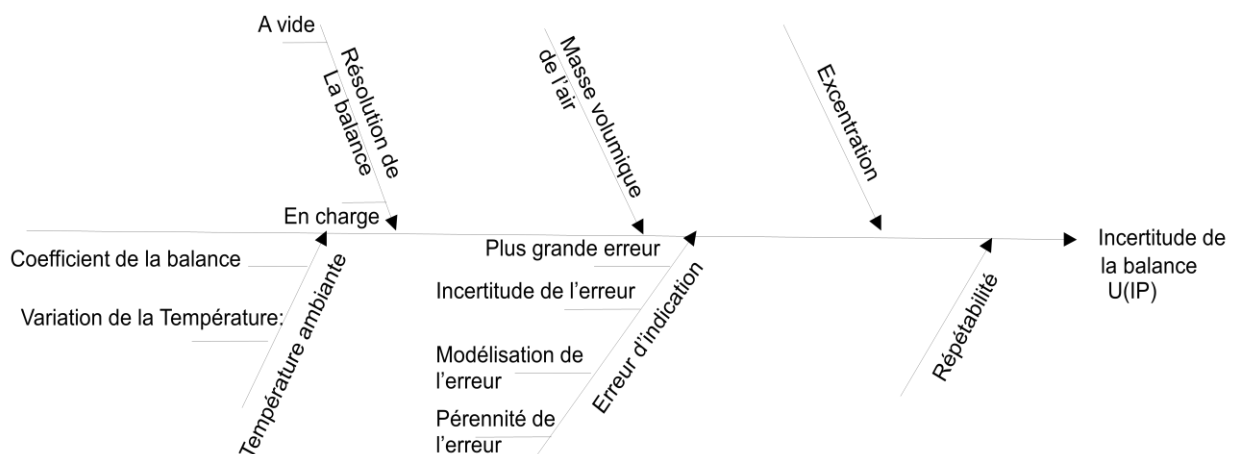 A vide
Résolution de
La balance
En charge
Masse volumique
de l'air
Excentration
Coefficient de la balance
Variation de la Température:
Température ambiante
Plus grande erreur
Incertitude de l'erreur
Modélisation de
l'erreur
Pérennité de
l'erreur
Erreur d'indication
Répétabilité
Incertitude de
la balance
U(IP)